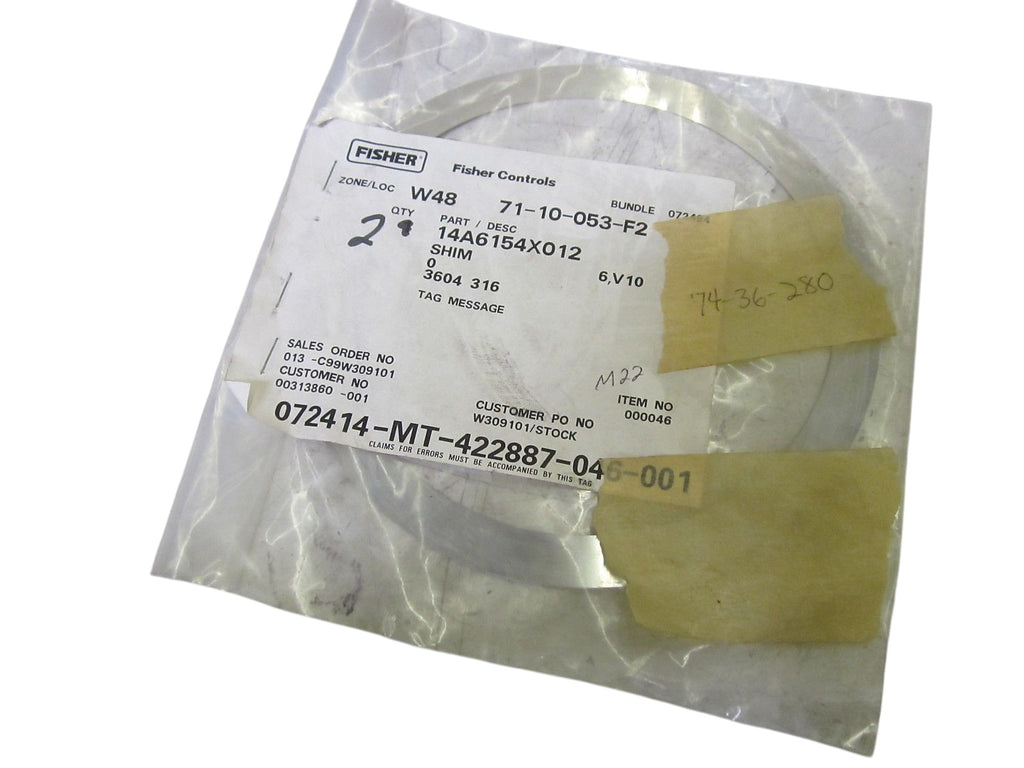 FISHER
Fisher Controls
ZONE/LOC W48 71-10-053-F2 BUNDLE
QTY PART / DESC
2 14A6154X012
SHIM 6,V10
0
3604 316
TAG MESSAGE
74-36-280
M22
SALES ORDER NO
013 -C99W309101
CUSTOMER NO
00313860 -001
CUSTOMER PO NO ITEM NO
W309101/STOCK 000046
072414-MT-422887-046-001
CLAIMS FOR ERRORS MUST BE ACCOMPANIED BY THIS TAG